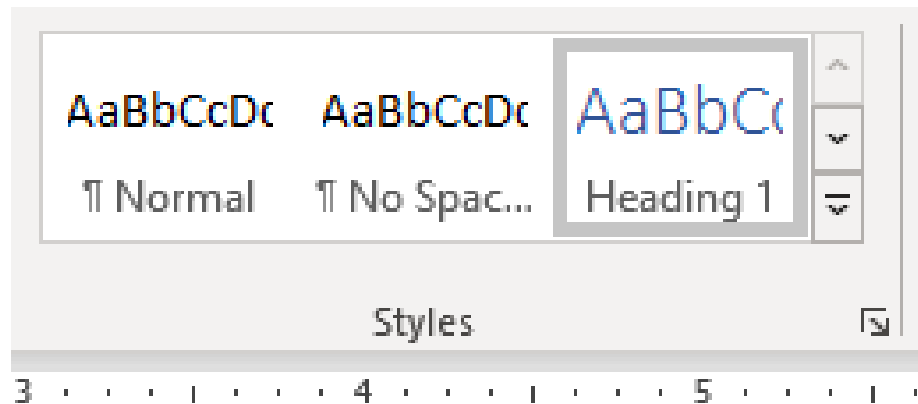 AaBbCcDc AaBbCcDc AaBbCc
¶ Normal ¶ No Spac... Heading 1
Styles
3 4 5